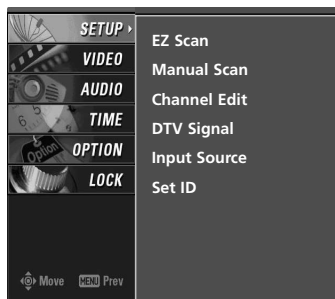 SETUP
VIDEO
AUDIO
TIME
OPTION
LOCK
Move MENU Prev
EZ Scan
Manual Scan
Channel Edit
DTV Signal
Input Source
Set ID